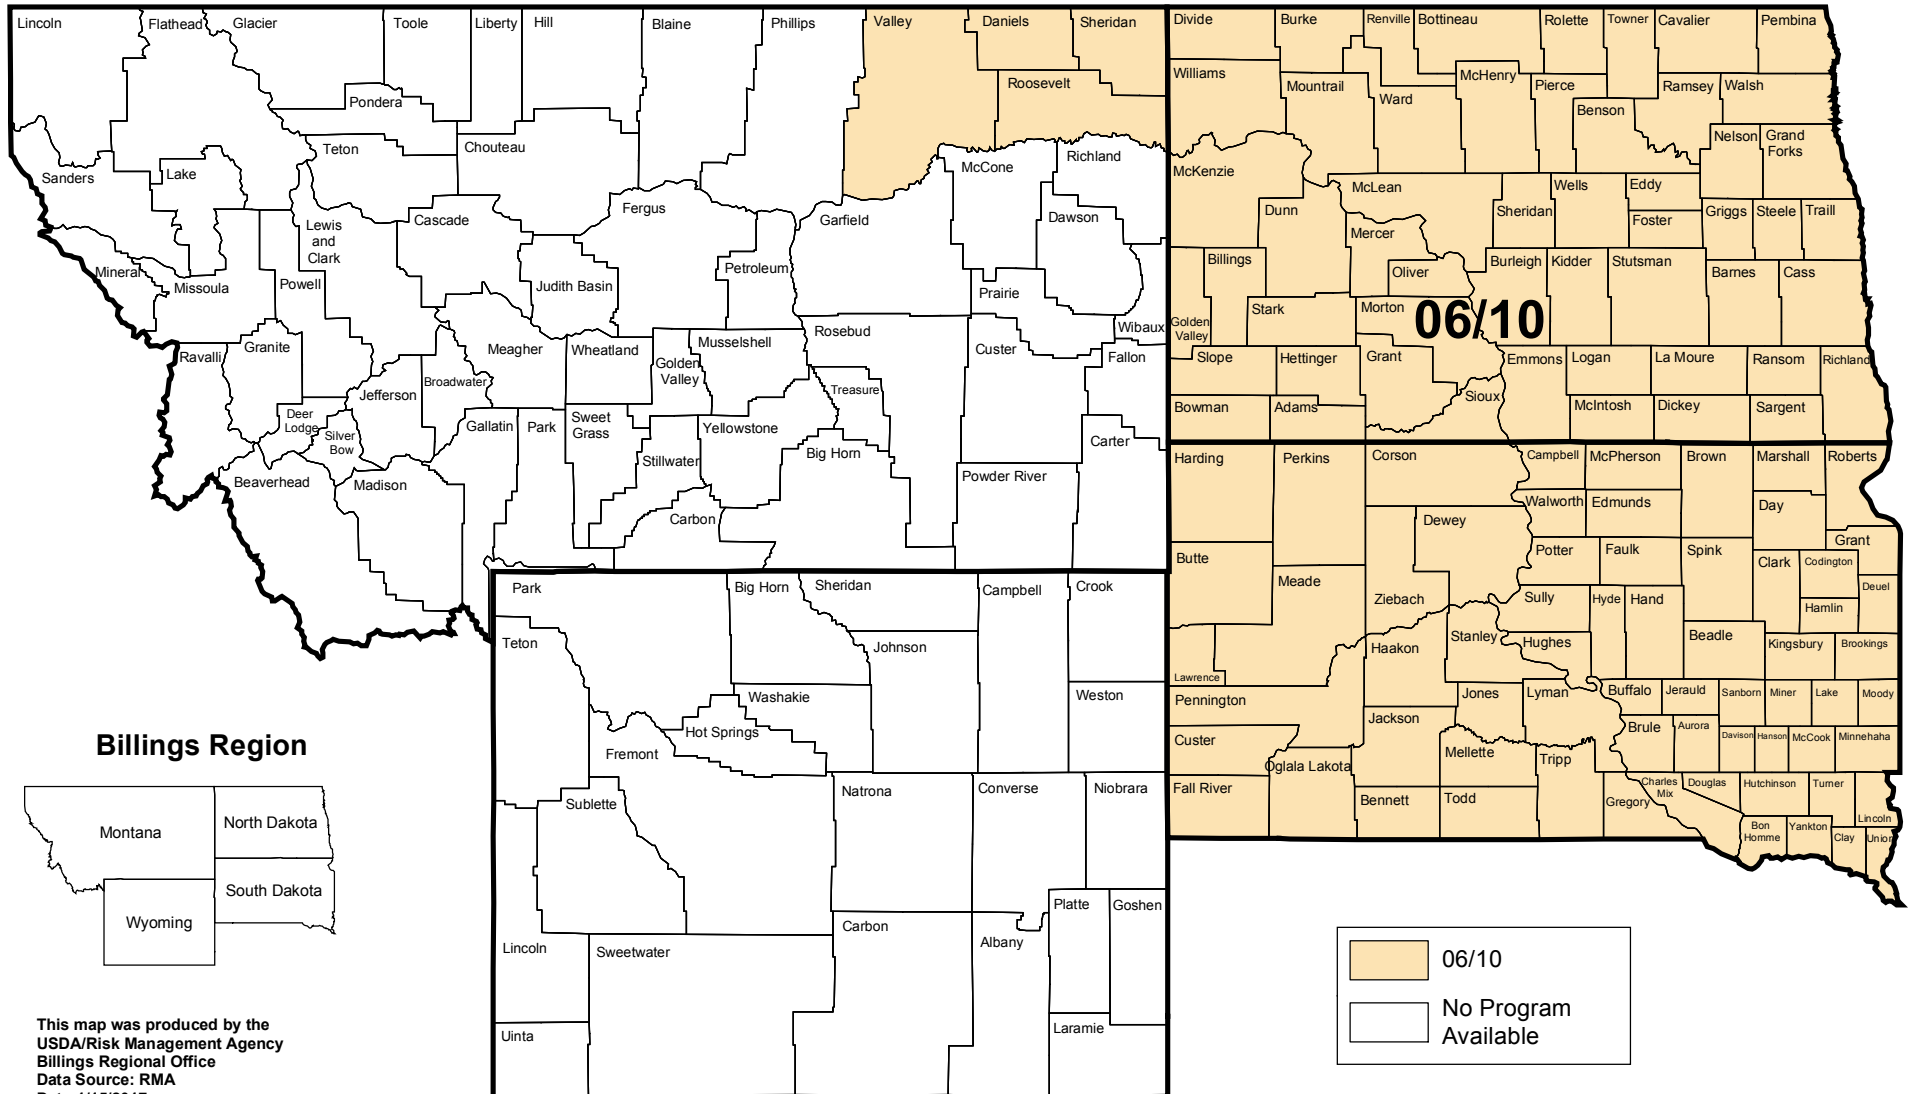 Lincoln
Flathead
Glacier
Toole
Liberty
Hill
Blaine
Phillips
Valley
Daniels
Sheridan
Roosevelt
Pondera
Teton
Chouteau
Sanders
Lake
McCone
Richland
Lewis
and
Clark
Cascade
Fergus
Garfield
Dawson
Mineral
Missoula
Powell
Judith Basin
Petroleum
Prairie
Wibaux
Ravalli
Granite
Meagher
Wheatland
Golden
Valley
Musselshell
Rosebud
Custer
Fallon
Broadwater
Jefferson
Treasure
Deer
Lodge
Silver
Bow
Gallatin
Park
Sweet
Grass
Yellowstone
Stillwater
Big Horn
Carter
Beaverhead
Madison
Carbon
Powder River
Divide
Burke
Renville
Bottineau
Rolette
Towner
Cavalier
Pembina
Williams
Mountrail
Ward
McHenry
Pierce
Benson
Ramsey
Walsh
Nelson
Grand
Forks
McKenzie
McLean
Wells
Eddy
Dunn
Sheridan
Foster
Griggs
Steele
Traill
Mercer
Billings
Oliver
Burleigh
Kidder
Stutsman
Barnes
Cass
Golden
Valley
Stark
Morton
06/10
Slope
Hettinger
Grant
Emmons
Logan
La Moure
Ransom
Richland
Bowman
Adams
Sioux
McIntosh
Dickey
Sargent
Harding
Perkins
Corson
Campbell
McPherson
Brown
Marshall
Roberts
Walworth
Edmunds
Day
Dewey
Butte
Potter
Faulk
Spink
Grant
Clark
Codington
Meade
Ziebach
Sully
Hyde
Hand
Deuel
Hamlin
Stanley
Hughes
Beadle
Kingsbury
Brookings
Haakon
Lawrence
Pennington
Jones
Lyman
Buffalo
Jerauld
Sanborn
Miner
Lake
Moody
Jackson
Brule
Aurora
Davison
Hanson
McCook
Minnehaha
Custer
Oglala Lakota
Mellette
Tripp
Fall River
Bennett
Todd
Gregory
Charles
Mix
Douglas
Hutchinson
Turner
Lincoln
Bon
Homme
Yankton
Clay
Union
Park
Big Horn
Sheridan
Campbell
Crook
Teton
Johnson
Washakie
Weston
Hot Springs
Fremont
Sublette
Natrona
Converse
Niobrara
Platte
Goshen
Lincoln
Sweetwater
Carbon
Albany
Uinta
Laramie
Billings Region
Montana
North Dakota
South Dakota
Wyoming
06/10
No Program
Available
This map was produced by the
USDA/Risk Management Agency
Billings Regional Office
Data Source: RMA